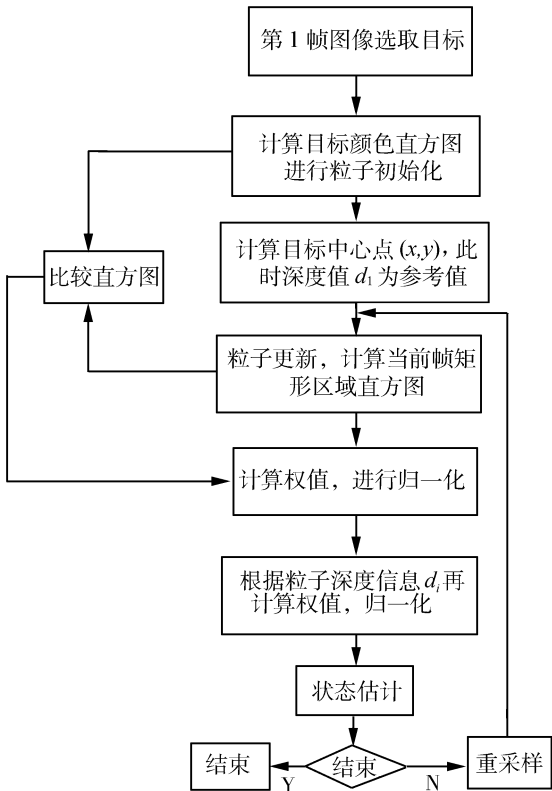 第1帧图像选取目标
计算目标颜色直方图
进行粒子初始化
计算目标中心点(x,y),此
时深度值d₁为参考值
比较直方图
粒子更新，计算当前帧矩
形区域直方图
计算权值，进行归一化
根据粒子深度信息dᵢ再
计算权值，归一化
状态估计
结束
Y
结束
N
重采样